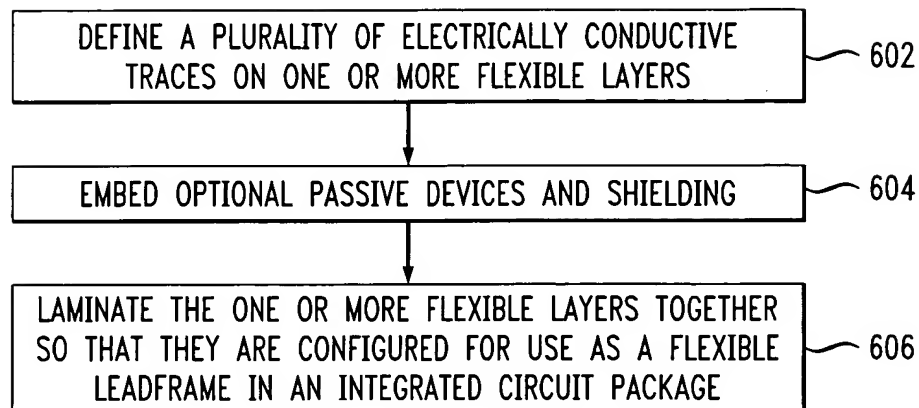 DEFINE A PLURALITY OF ELECTRICALLY CONDUCTIVE
TRACES ON ONE OR MORE FLEXIBLE LAYERS
602
EMBED OPTIONAL PASSIVE DEVICES AND SHIELDING
604
LAMINATE THE ONE OR MORE FLEXIBLE LAYERS TOGETHER
SO THAT THEY ARE CONFIGURED FOR USE AS A FLEXIBLE
LEADFRAME IN AN INTEGRATED CIRCUIT PACKAGE
606